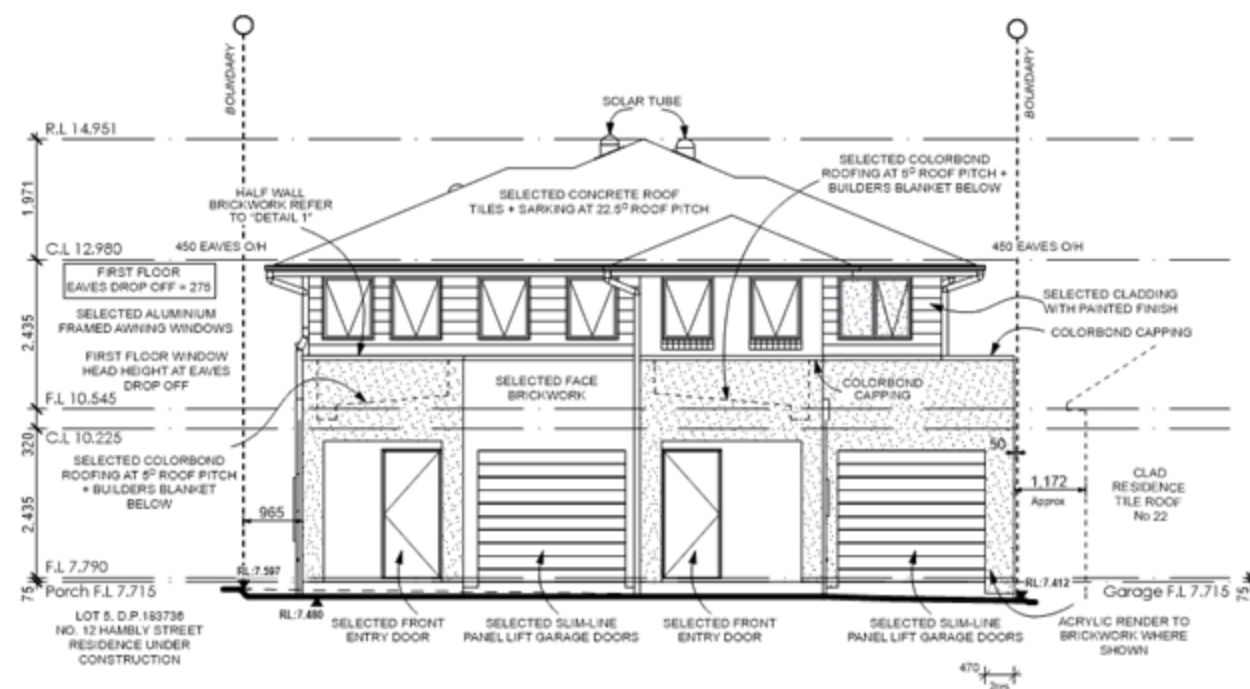 BOUNDARY
BOUNDARY
SOLAR TUBE
R.L 14.951
SELECTED COLORBOND
ROOFING AT 5° ROOF PITCH +
BUILDERS BLANKET BELOW
HALF WALL
BRICKWORK REFER
TO "DETAIL 1"
SELECTED CONCRETE ROOF
TILES + SARKING AT 22.5° ROOF PITCH
1,971
C.L 12.980
450 EAVES O/H
450 EAVES O/H
FIRST FLOOR
EAVES DROP OFF = 275
SELECTED ALUMINIUM
FRAMED AWNING WINDOWS
FIRST FLOOR WINDOW
HEAD HEIGHT AT EAVES
DROP OFF
2,435
SELECTED CLADDING
WITH PAINTED FINISH
COLORBOND CAPPING
SELECTED FACE
BRICKWORK
COLORBOND
CAPPING
F.L 10.545
320
C.L 10.225
SELECTED COLORBOND
ROOFING AT 5° ROOF PITCH
+ BUILDERS BLANKET
BELOW
50
1,172
Approx
CLAD
RESIDENCE
TILE ROOF
No 22
2,435
965
F.L 7.790
RL:7.597
75
Porch F.L 7.715
RL:7.412
Garage F.L 7.715
75
RL:7.480
LOT 5, D.P.183736
NO. 12 HAMBLY STREET
RESIDENCE UNDER
CONSTRUCTION
SELECTED FRONT
ENTRY DOOR
SELECTED SLIM-LINE
PANEL LIFT GARAGE DOORS
SELECTED FRONT
ENTRY DOOR
SELECTED SLIM-LINE
PANEL LIFT GARAGE DOORS
ACRYLIC RENDER TO
BRICKWORK WHERE
SHOWN
470